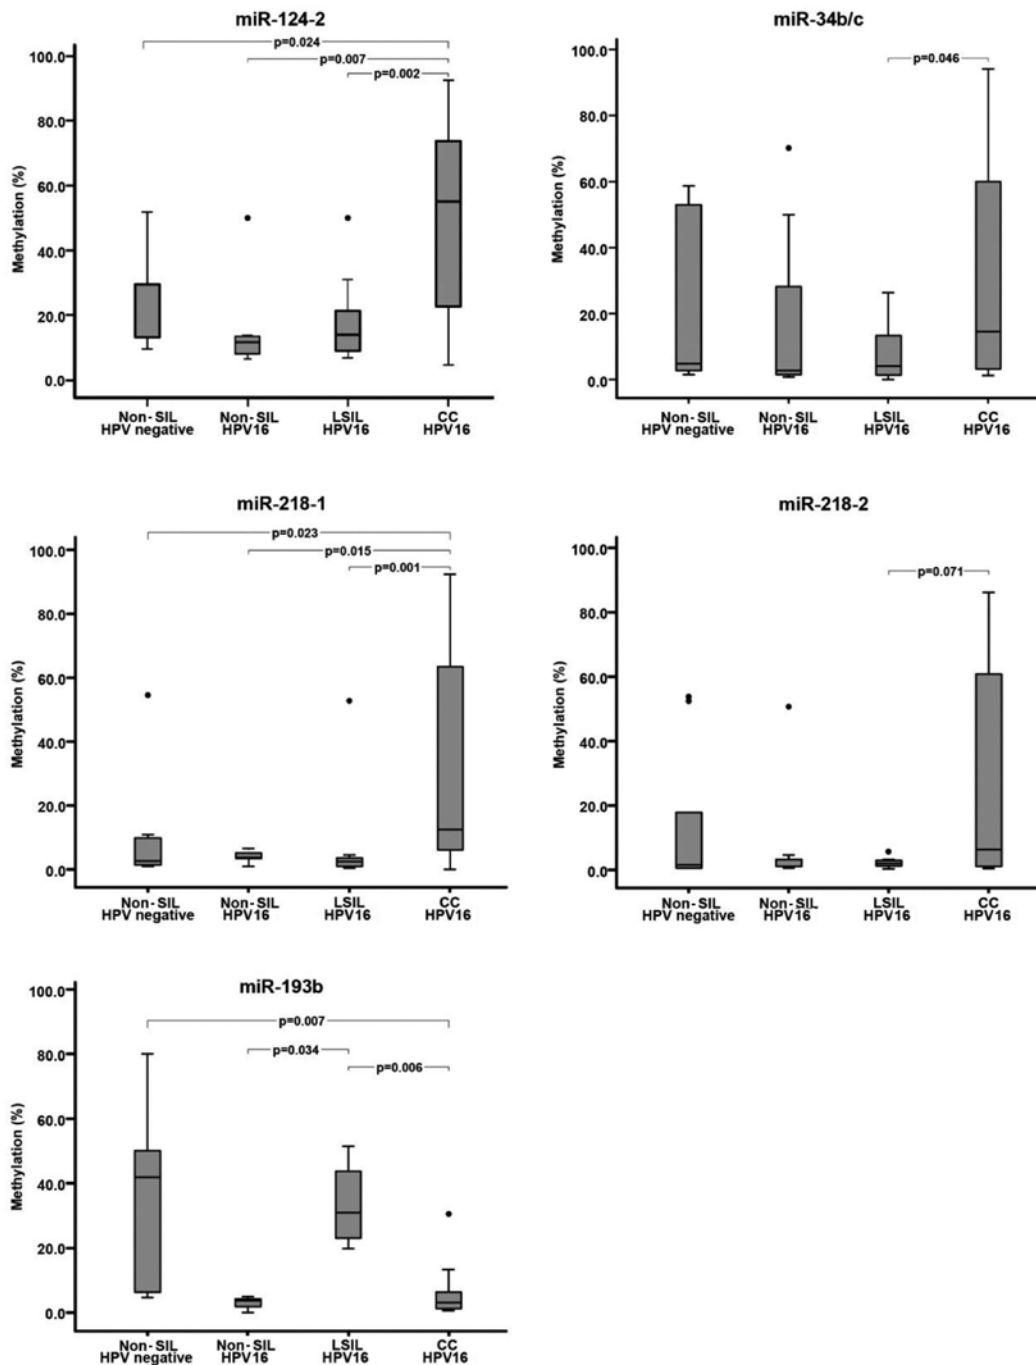 miR-124-2
p=0.024
p=0.007
p=0.002
100.0
80.0
60.0
40.0
20.0
0.0
Methylation (%)
Non-SIL HPV negative
Non-SIL HPV16
LSIL HPV16
CC HPV16
miR-34b/c
p=0.046
100.0
80.0
60.0
40.0
20.0
0.0
Methylation (%)
Non-SIL HPV negative
Non-SIL HPV16
LSIL HPV16
CC HPV16
miR-218-1
p=0.023
p=0.015
p=0.001
100.0
80.0
60.0
40.0
20.0
0.0
Methylation (%)
Non-SIL HPV negative
Non-SIL HPV16
LSIL HPV16
CC HPV16
miR-218-2
p=0.071
100.0
80.0
60.0
40.0
20.0
0.0
Methylation (%)
Non-SIL HPV negative
Non-SIL HPV16
LSIL HPV16
CC HPV16
miR-193b
p=0.007
p=0.034
p=0.006
100.0
80.0
60.0
40.0
20.0
0.0
Methylation (%)
Non-SIL HPV negative
Non-SIL HPV16
LSIL HPV16
CC HPV16